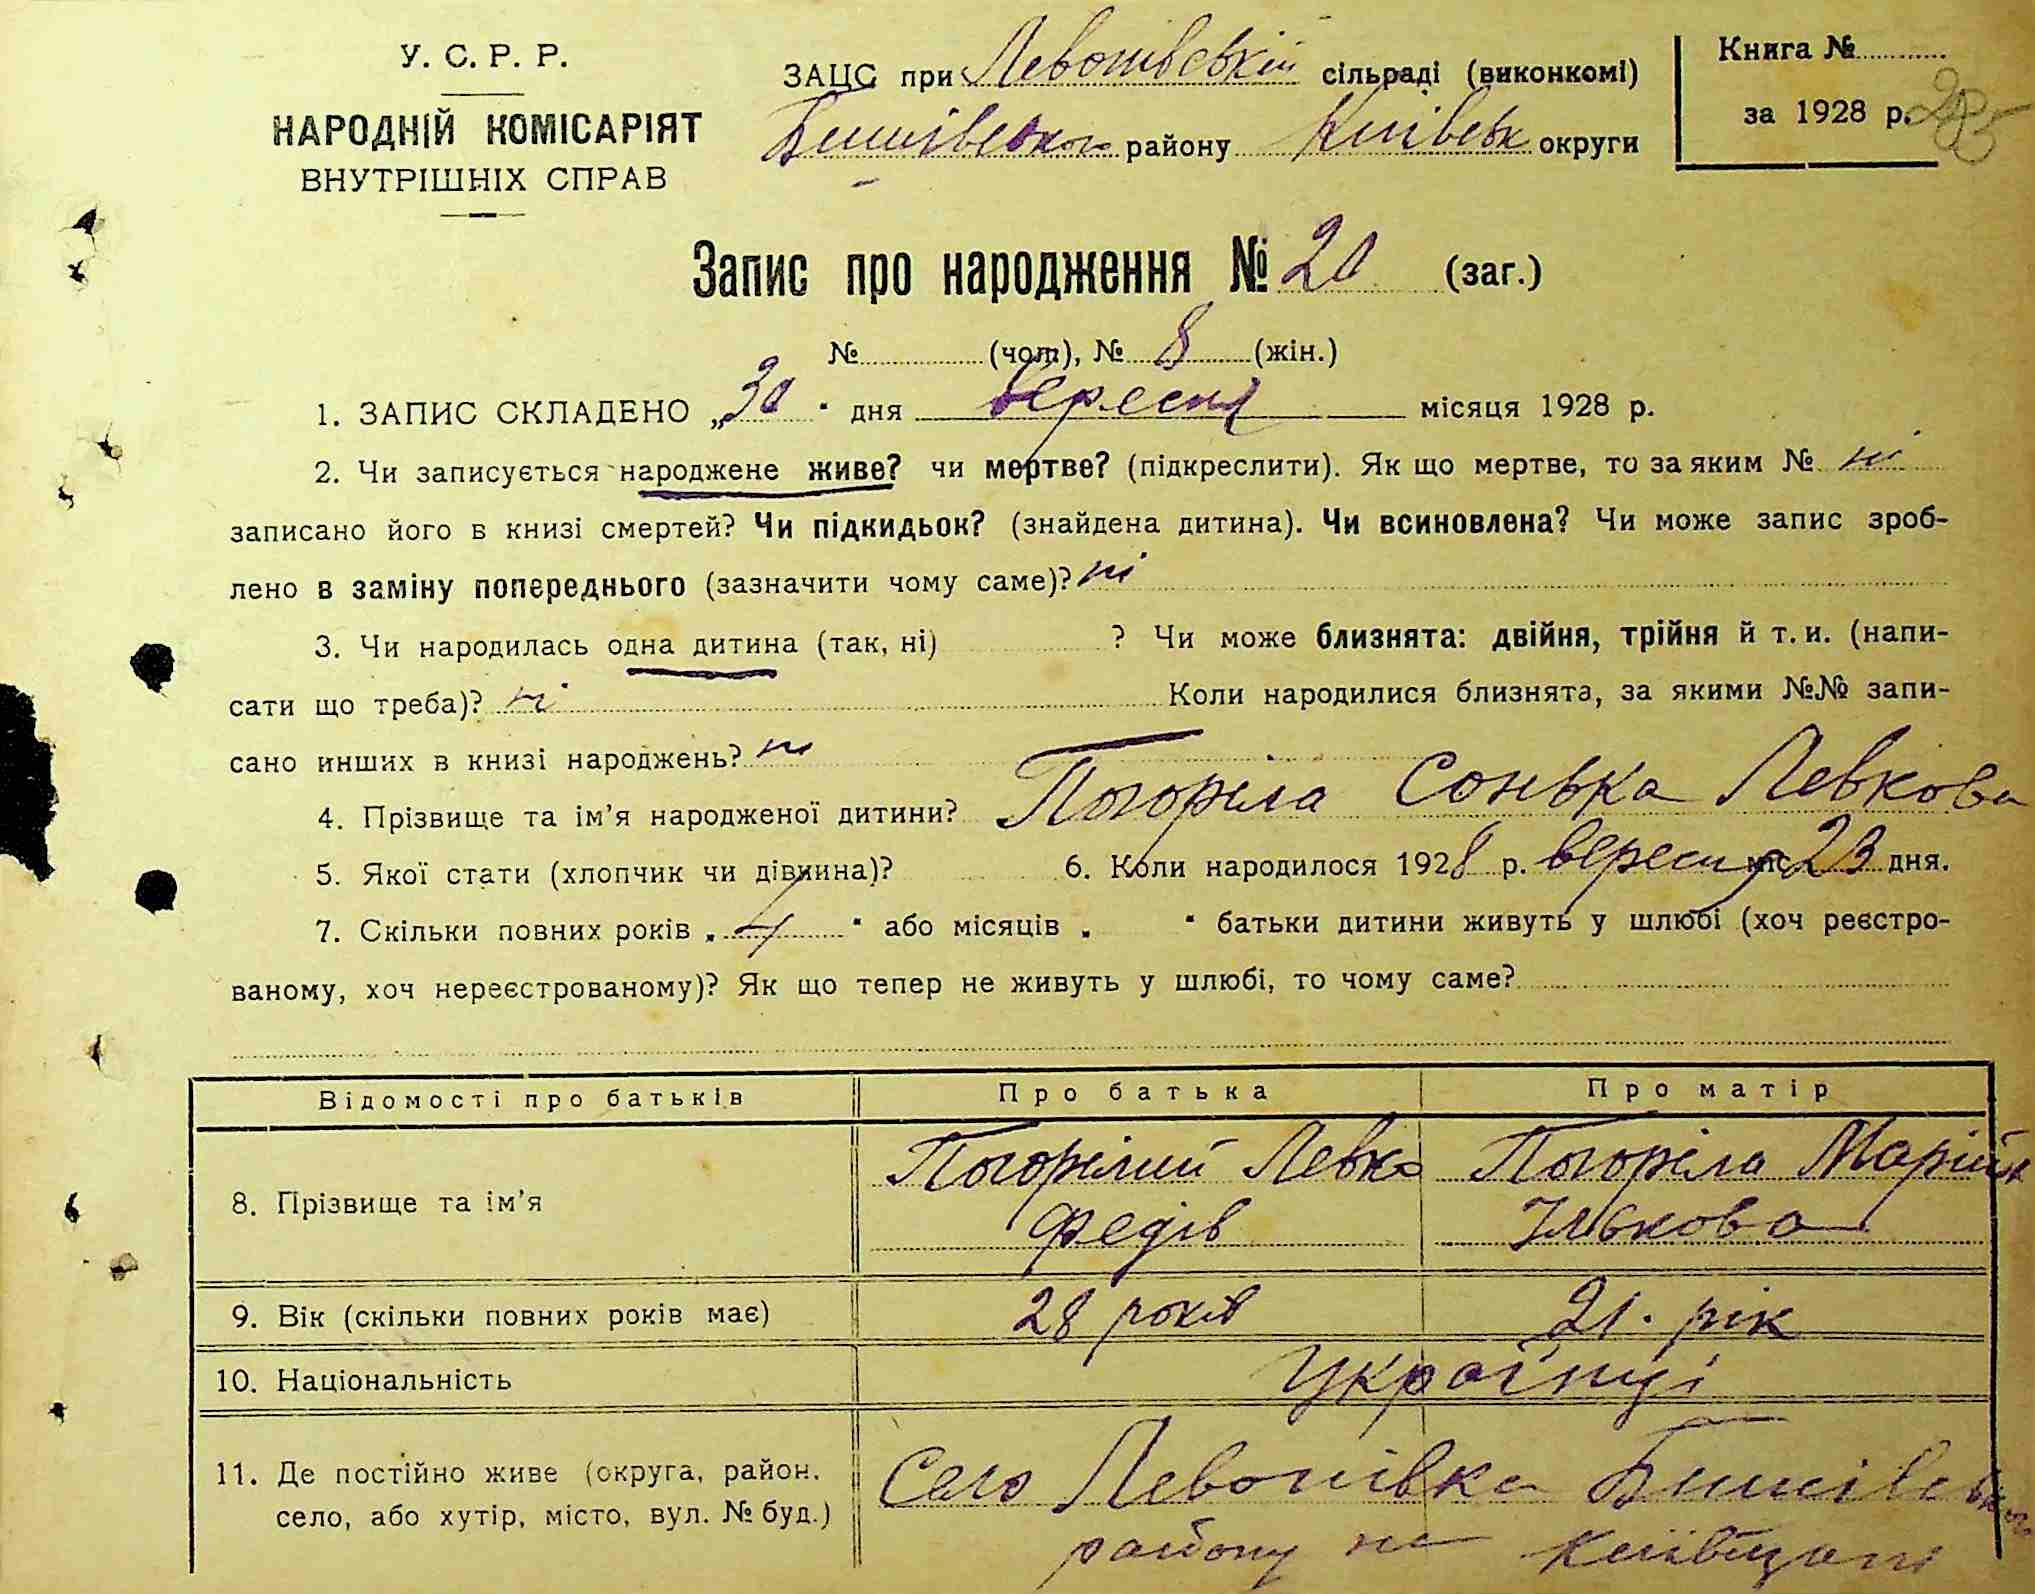 У. С. Р. Р.
НАРОДНІЙ КОМІСАРІЯТ
ВНУТРІШНІХ СПРАВ
ЗАЦС при Левонівській сільраді (виконкомі)
Бишівського району Київськ округи
Книга №
за 1928 р.
Запис про народження № 20 (заг.)
№ (чол), № 8 (жін.)
1. ЗАПИС СКЛАДЕНО „30" дня вересня місяця 1928 р.
2. Чи записується народжене живе? чи мертве? (підкреслити). Як що мертве, то за яким № ні
записано його в книзі смертей? Чи підкидьок? (знайдена дитина). Чи всиновлена? Чи може запис зроб-
лено в заміну попереднього (зазначити чому саме)? ні
3. Чи народилась одна дитина (так, ні) ? Чи може близнята: двійня, трійня й т. и. (напи-
сати що треба)? ні Коли народилися близнята, за якими №№ запи-
сано инших в книзі народжень? ні
4. Прізвище та ім'я народженої дитини? Погоріла Сонька Левкова
5. Якої стати (хлопчик чи дівчина)? 6. Коли народилося 1928 р. вересня міс 23 дня.
7. Скільки повних років „ " або місяців „ " батьки дитини живуть у шлюбі (хоч реєстро-
ваному, хоч нереєстрованому)? Як що тепер не живуть у шлюбі, то чому саме?
Відомості про батьків Про батька Про матір
8. Прізвище та ім'я Погорілий Левко Погоріла Марійка
Федів Ількова
9. Вік (скільки повних років має) 28 років 21. рік
10. Національність Українці
11. Де постійно живе (округа, район, Село Левонівка Бишівськог
село, або хутір, місто, вул. № буд.) району на Київщані